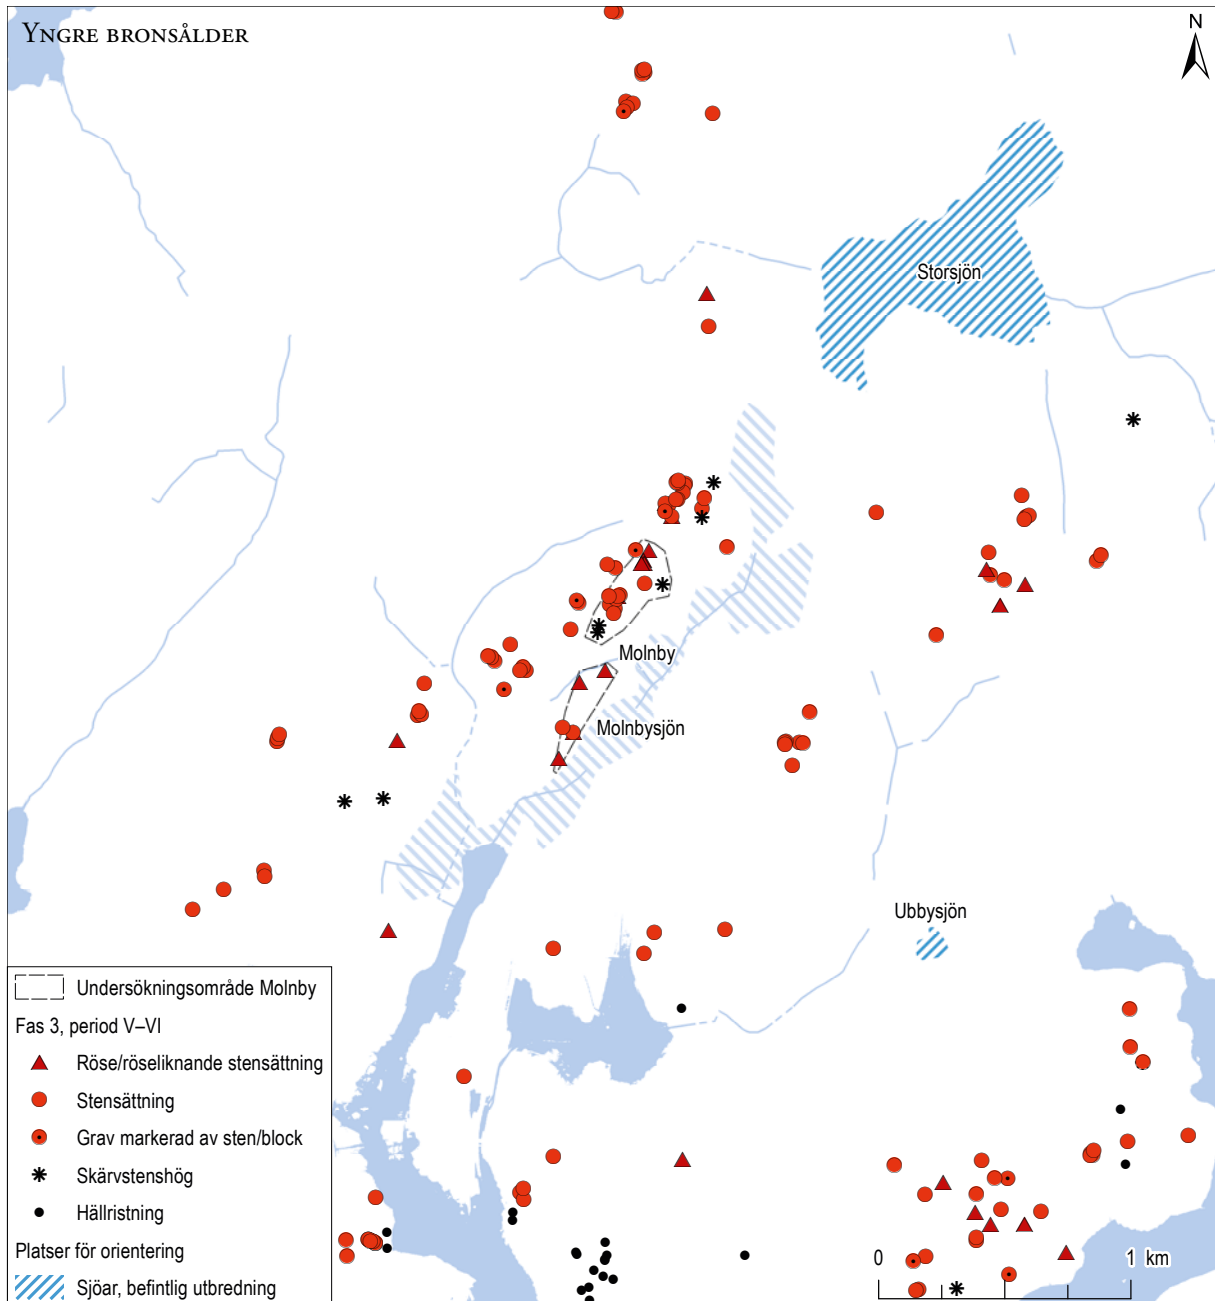 YNGRE BRONSÅLDER
N
Storsjön
Molnby
Molnbysjön
Ubbysjön
Undersökningsområde Molnby
Fas 3, period V–VI
Röse/röseliknande stensättning
Stensättning
Grav markerad av sten/block
Skärvstenshög
Hällristning
Platser för orientering
Sjöar, befintlig utbredning
0 1 km